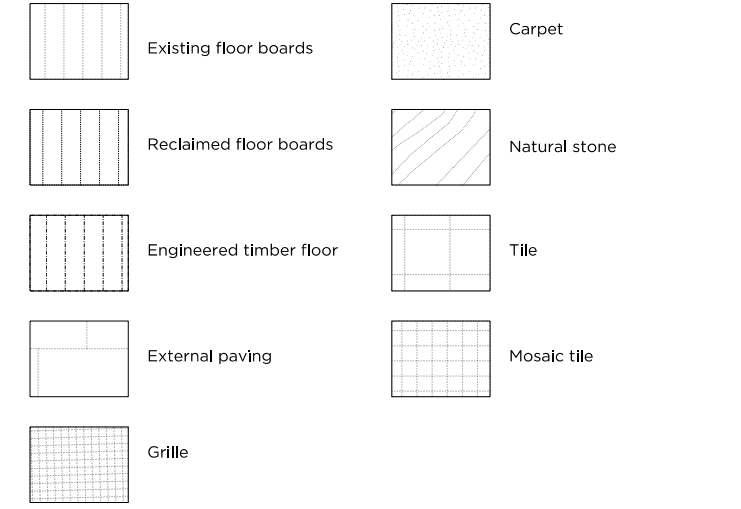 Existing floor boards
Reclaimed floor boards
Engineered timber floor
External paving
Grille
Carpet
Natural stone
Tile
Mosaic tile